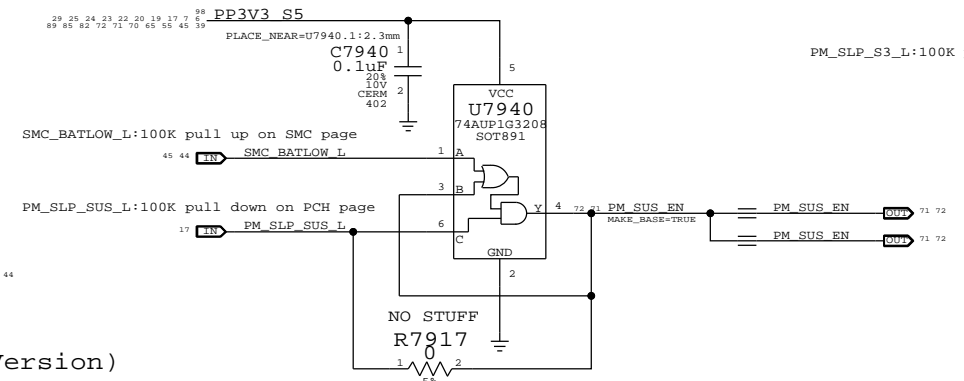 98
29 25 24 23 22 20 19 17 7 6
89 85 82 72 71 70 65 55 45 39
PP3V3 S5
PLACE_NEAR=U7940.1:2.3mm
C7940 1
0.1uF
20%
10V 2
CERM
402
PM_SLP_S3_L:100K
5
VCC
U7940
74AUP1G3208
SOT891
SMC_BATLOW_L:100K pull up on SMC page
45 44 IN SMC_BATLOW_L 1 A
3 B
PM_SLP_SUS_L:100K pull down on PCH page
17 IN PM_SLP_SUS_L 6 C
Y 4 72 71 PM_SUS_EN
MAKE_BASE=TRUE
PM_SUS_EN OUT 71 72
PM_SUS_EN OUT 71 72
GND
2
44
NO STUFF
R7917
0
1 2
5%
ersion)